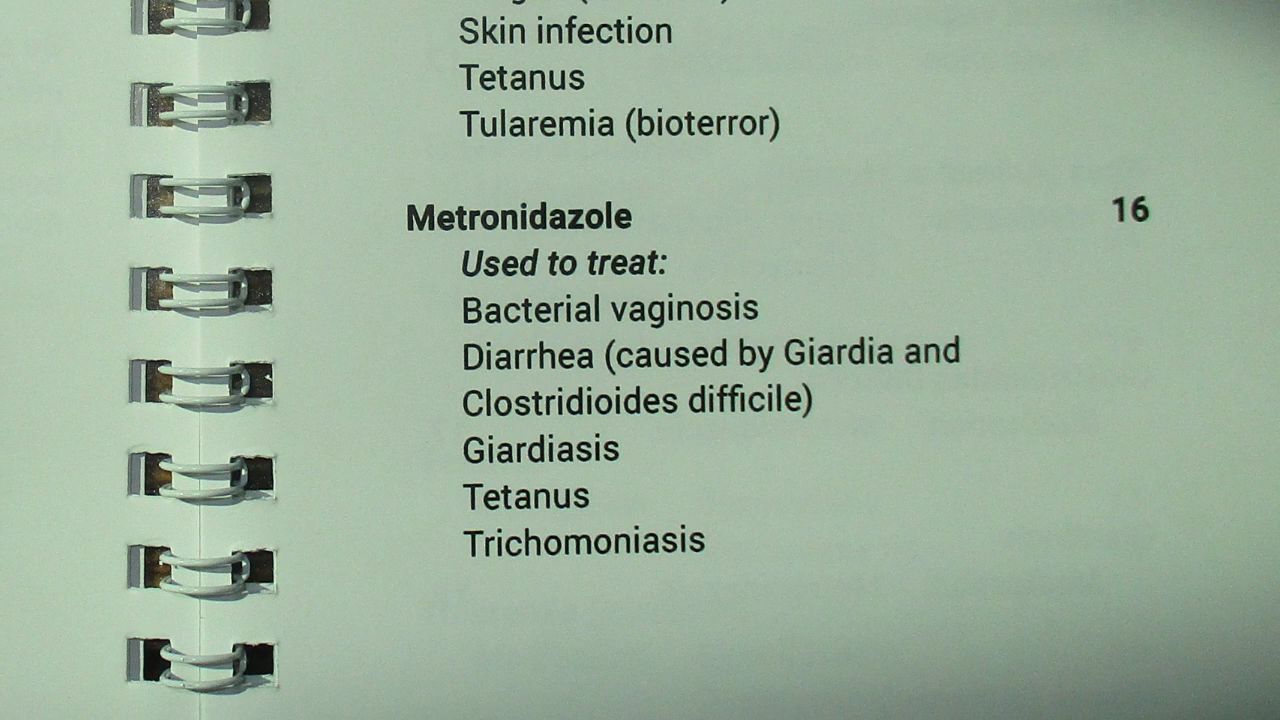 Skin infection
Tetanus
Tularemia (bioterror)
Metronidazole 16
Used to treat:
Bacterial vaginosis
Diarrhea (caused by Giardia and
Clostridioides difficile)
Giardiasis
Tetanus
Trichomoniasis